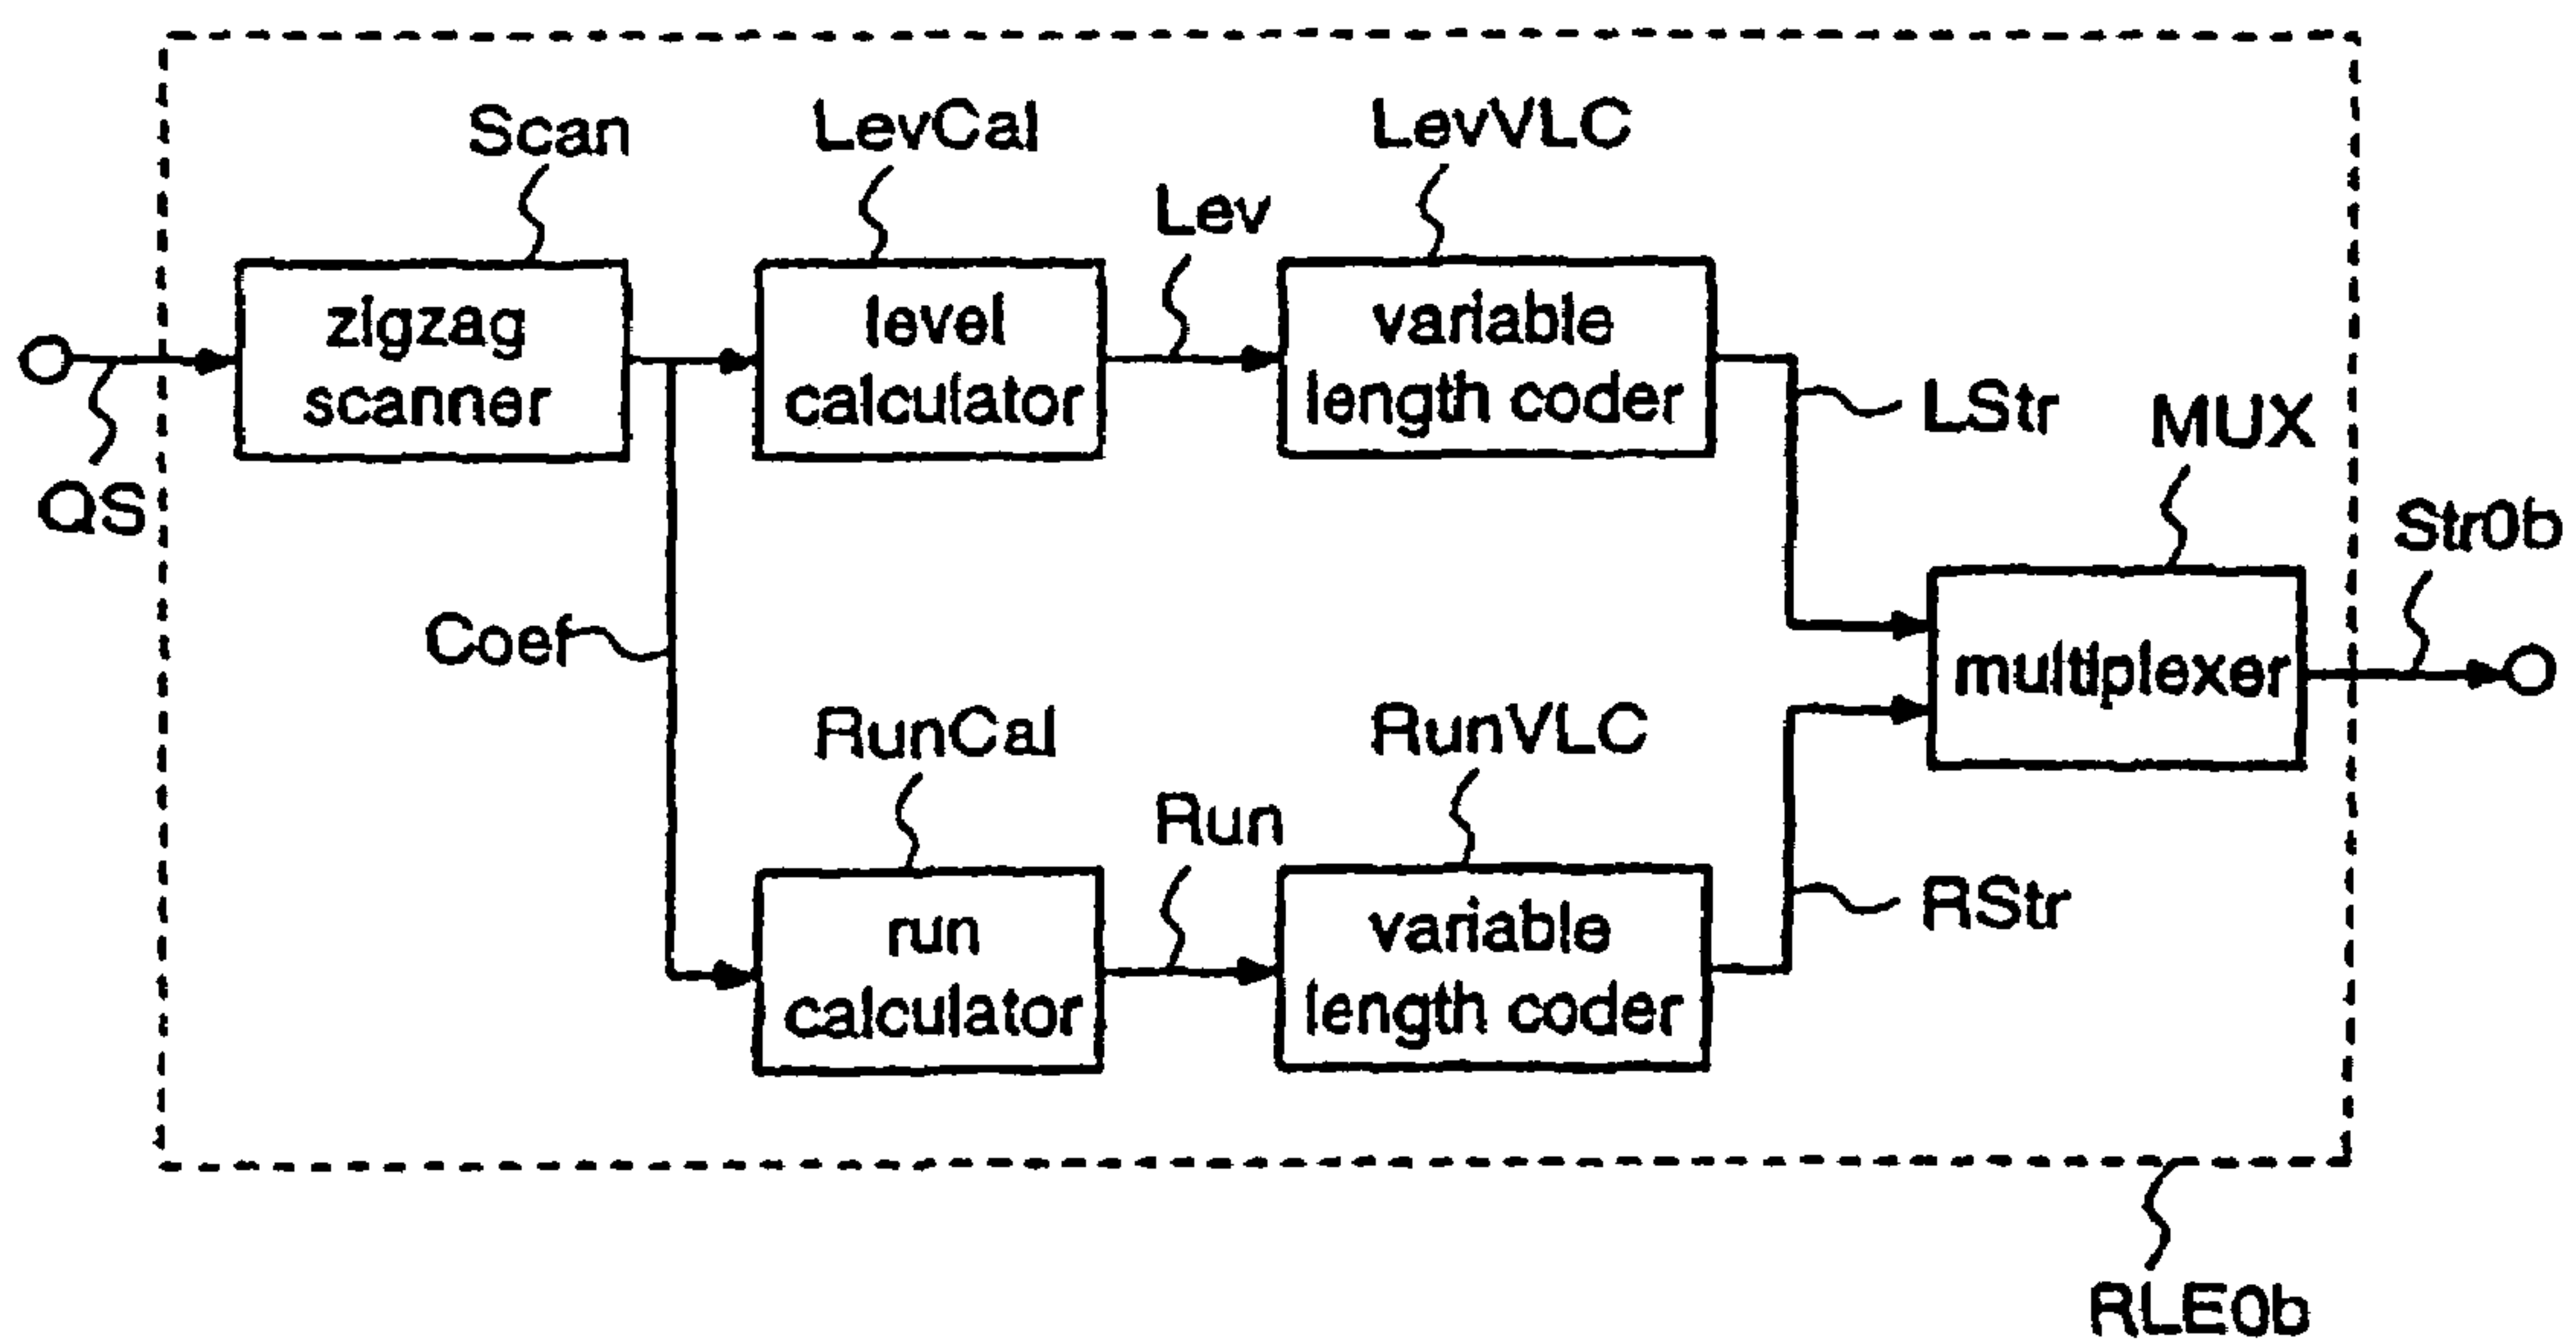 Scan
LevCal
LevVLC
Lev
zigzag
scanner
level
calculator
variable
length coder
QS
LStr
MUX
Str0b
Coef
multiplexer
RunCal
RunVLC
Run
run
calculator
variable
length coder
RStr
RLE0b